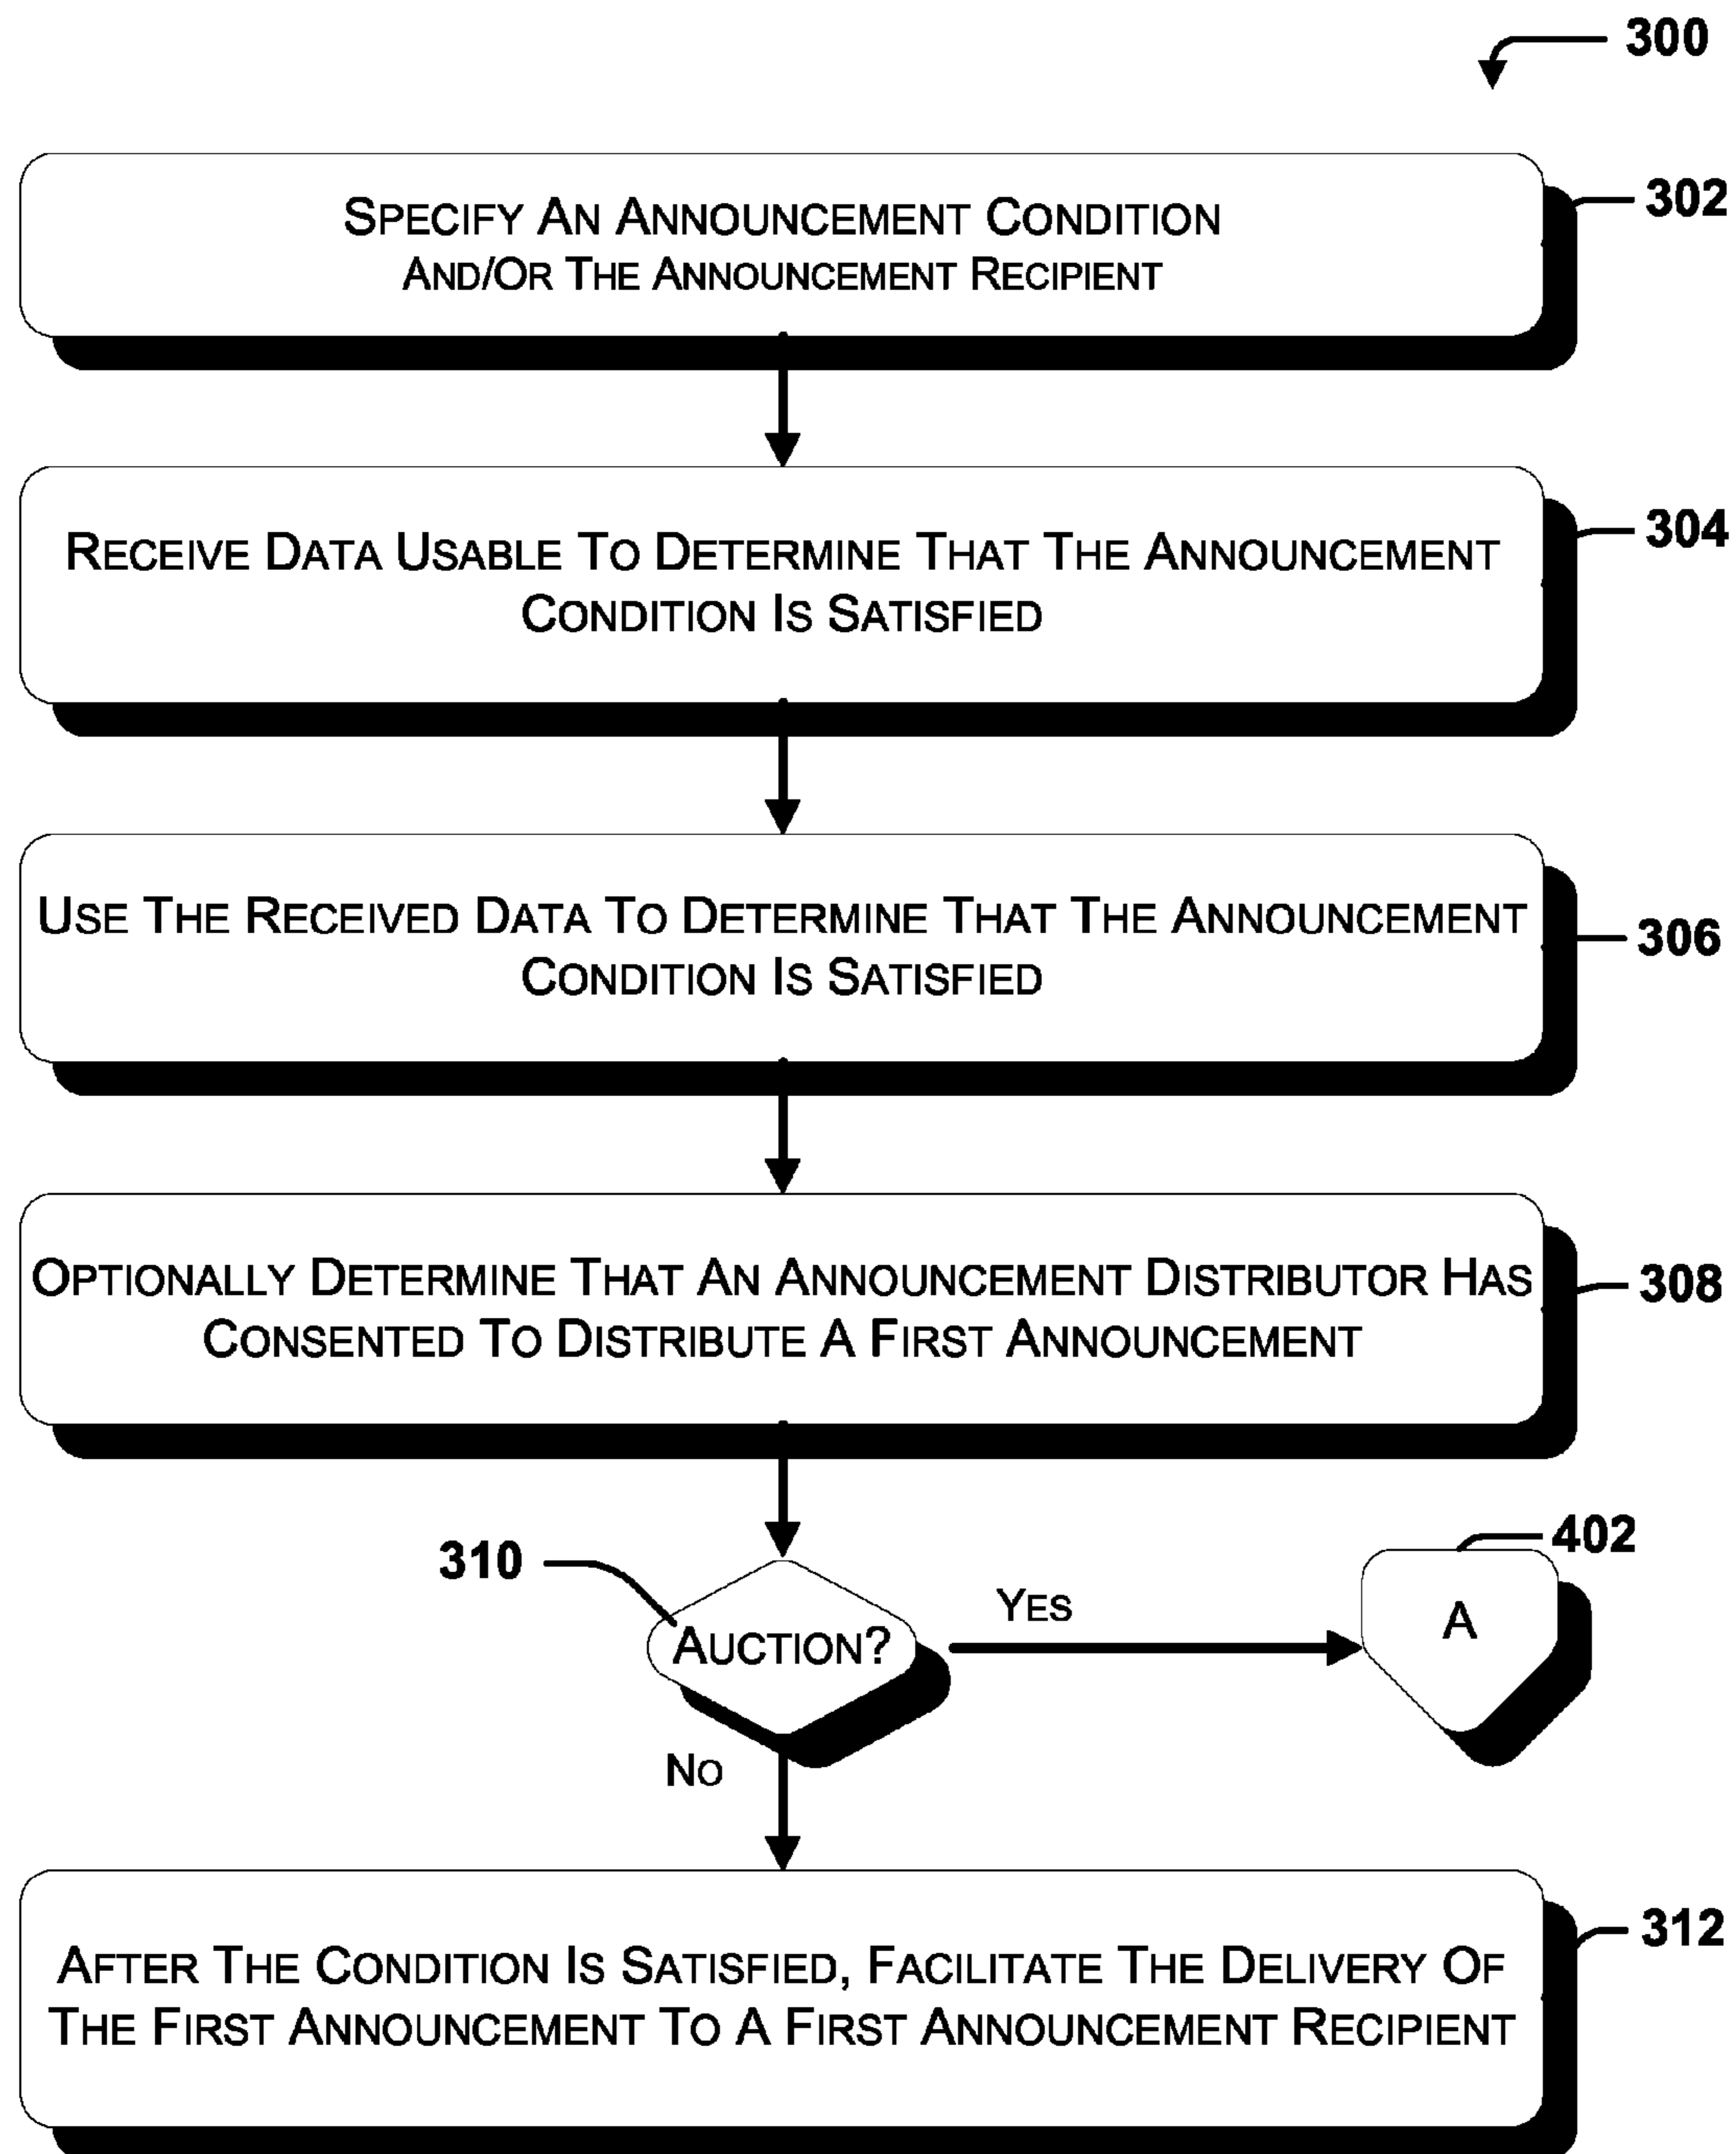 300
SPECIFY AN ANNOUNCEMENT CONDITION
AND/OR THE ANNOUNCEMENT RECIPIENT
302
RECEIVE DATA USABLE TO DETERMINE THAT THE ANNOUNCEMENT
CONDITION IS SATISFIED
304
USE THE RECEIVED DATA TO DETERMINE THAT THE ANNOUNCEMENT
CONDITION IS SATISFIED
306
OPTIONALLY DETERMINE THAT AN ANNOUNCEMENT DISTRIBUTOR HAS
CONSENTED TO DISTRIBUTE A FIRST ANNOUNCEMENT
308
310
AUCTION?
YES
402
A
NO
AFTER THE CONDITION IS SATISFIED, FACILITATE THE DELIVERY OF
THE FIRST ANNOUNCEMENT TO A FIRST ANNOUNCEMENT RECIPIENT
312